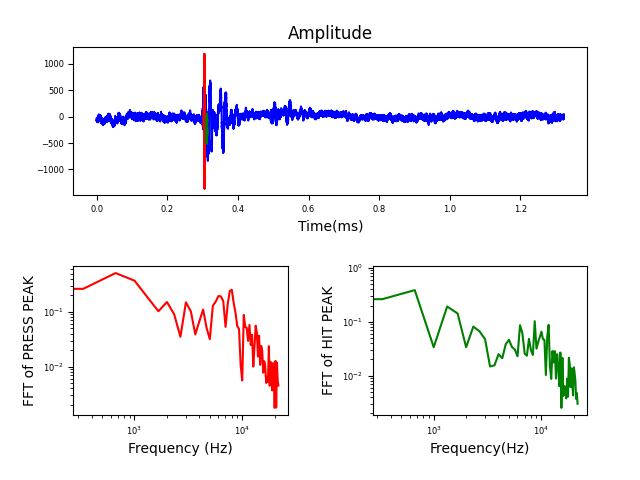 Amplitude
1000
500
0
−500
−1000
0.0 0.2 0.4 0.6 0.8 1.0 1.2
Time(ms)
FFT of PRESS PEAK
10⁻¹
10⁻²
10³ 10⁴
Frequency (Hz)
FFT of HIT PEAK
10⁰
10⁻¹
10⁻²
10³ 10⁴
Frequency(Hz)